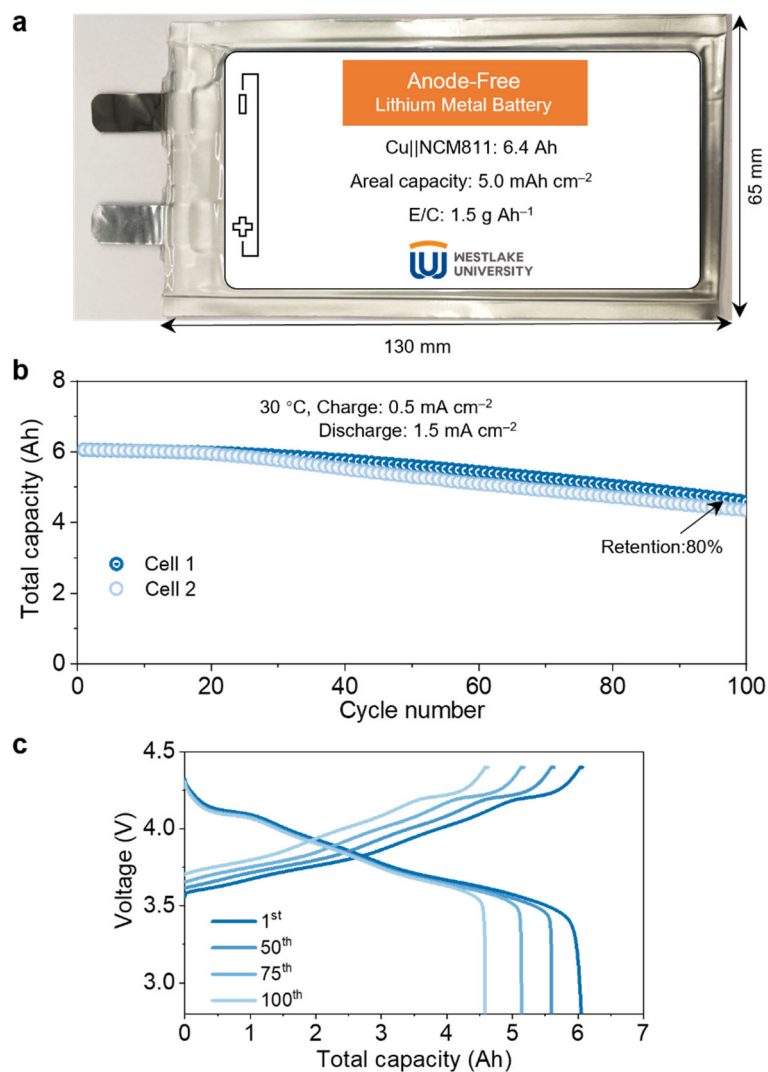 a
Anode-Free
Lithium Metal Battery
Cu||NCM811: 6.4 Ah
Areal capacity: 5.0 mAh cm⁻²
E/C: 1.5 g Ah⁻¹
WESTLAKE
UNIVERSITY
65 mm
130 mm
b
8
6
4
2
0
Total capacity (Ah)
30 °C, Charge: 0.5 mA cm⁻²
Discharge: 1.5 mA cm⁻²
Retention:80%
Cell 1
Cell 2
0 20 40 60 80 100
Cycle number
c
4.5
4.0
3.5
3.0
Voltage (V)
1ˢᵗ
50ᵗʰ
75ᵗʰ
100ᵗʰ
0 1 2 3 4 5 6 7
Total capacity (Ah)